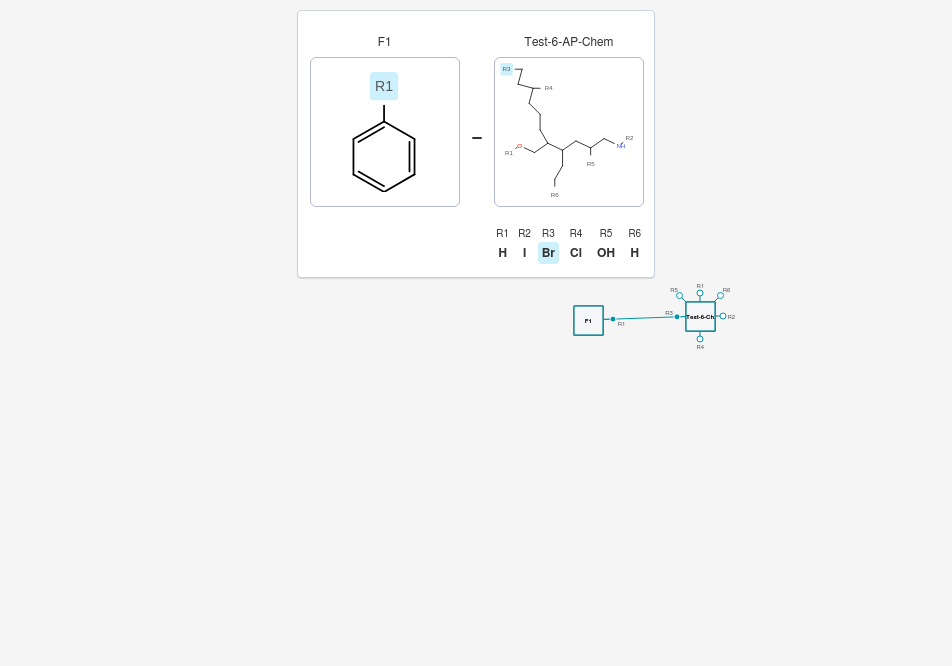 F1
Test-6-AP-Chem
R1
R3
R4
R1
O
R2
NH
R5
R6
R1 R2 R3 R4 R5 R6
H I Br Cl OH H
F1
R1
R3
R5
R1
R6
Test-6-Ch
R2
R4